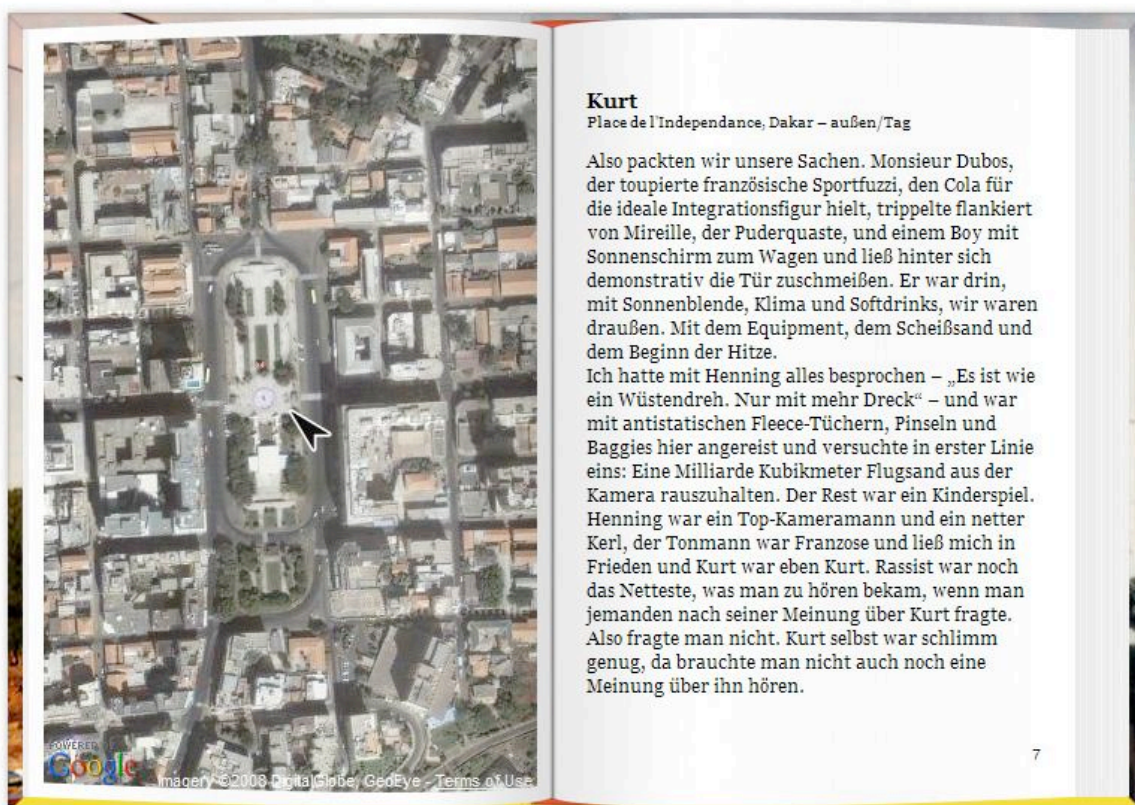 POWERED BY
Google
Imagery ©2008 DigitalGlobe, GeoEye - Terms of Use
Kurt
Place de l'Independance, Dakar – außen/Tag
Also packten wir unsere Sachen. Monsieur Dubos,
der toupierte französische Sportfuzzi, den Cola für
die ideale Integrationsfigur hielt, trippelte flankiert
von Mireille, der Puderquaste, und einem Boy mit
Sonnenschirm zum Wagen und ließ hinter sich
demonstrativ die Tür zuschmeißen. Er war drin,
mit Sonnenblende, Klima und Softdrinks, wir waren
draußen. Mit dem Equipment, dem Scheißsand und
dem Beginn der Hitze.
Ich hatte mit Henning alles besprochen – „Es ist wie
ein Wüstendreh. Nur mit mehr Dreck“ – und war
mit antistatischen Fleece-Tüchern, Pinseln und
Baggies hier angereist und versuchte in erster Linie
eins: Eine Milliarde Kubikmeter Flugsand aus der
Kamera rauszuhalten. Der Rest war ein Kinderspiel.
Henning war ein Top-Kameramann und ein netter
Kerl, der Tonmann war Franzose und ließ mich in
Frieden und Kurt war eben Kurt. Rassist war noch
das Netteste, was man zu hören bekam, wenn man
jemanden nach seiner Meinung über Kurt fragte.
Also fragte man nicht. Kurt selbst war schlimm
genug, da brauchte man nicht auch noch eine
Meinung über ihn hören.
7